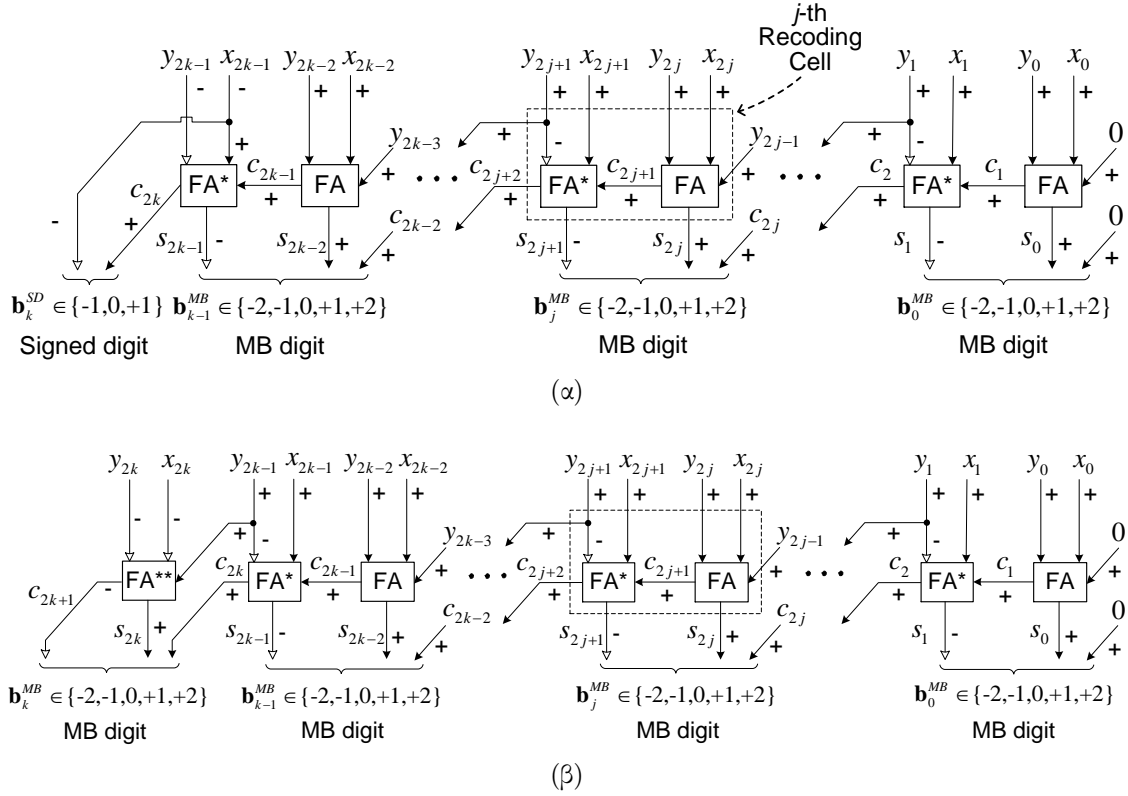 j-th
Recoding
Cell
y2k−1 x2k−1 y2k−2 x2k−2 y2j+1 x2j+1 y2j x2j y1 x1 y0 x0
- - + + + + + + + + + +
+ + y2k−3 + - + y2j−1 + - 0
FA* c2k−1 FA + ••• c2j+2 FA* c2j+1 FA + ••• c2 FA* c1 FA +
- c2k + + c2k−2 + + c2j + + 0
s2k−1 - s2k−2 + + s2j+1 - s2j + + s1 - s0 + +
b_k^SD ∈{-1,0,+1} b_k−1^MB ∈{-2,-1,0,+1,+2} b_j^MB ∈{-2,-1,0,+1,+2} b_0^MB ∈{-2,-1,0,+1,+2}
Signed digit MB digit MB digit MB digit
(α)
y2k x2k y2k−1 x2k−1 y2k−2 x2k−2 y2j+1 x2j+1 y2j x2j y1 x1 y0 x0
- - + + + + + + + + + + + +
+ - y2k−3 + - y2j−1 + - 0
c2k+1 - FA** c2k + FA* c2k−1 + FA + ••• c2j+2 + FA* c2j+1 + FA + ••• c2 + FA* c1 + FA +
s2k + s2k−1 - s2k−2 + c2k−2 + s2j+1 - s2j + c2j + s1 - s0 + 0 +
b_k^MB ∈{-2,-1,0,+1,+2} b_k−1^MB ∈{-2,-1,0,+1,+2} b_j^MB ∈{-2,-1,0,+1,+2} b_0^MB ∈{-2,-1,0,+1,+2}
MB digit MB digit MB digit MB digit
(β)